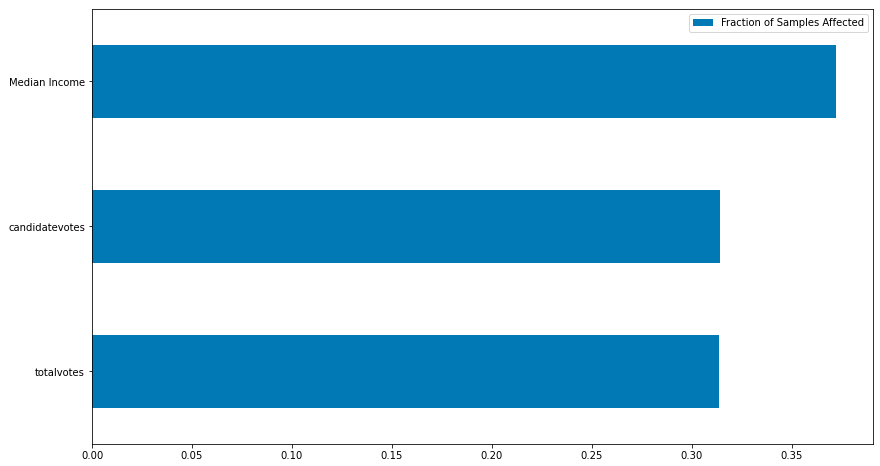 Fraction of Samples Affected
Median Income
candidatevotes
totalvotes
0.00 0.05 0.10 0.15 0.20 0.25 0.30 0.35